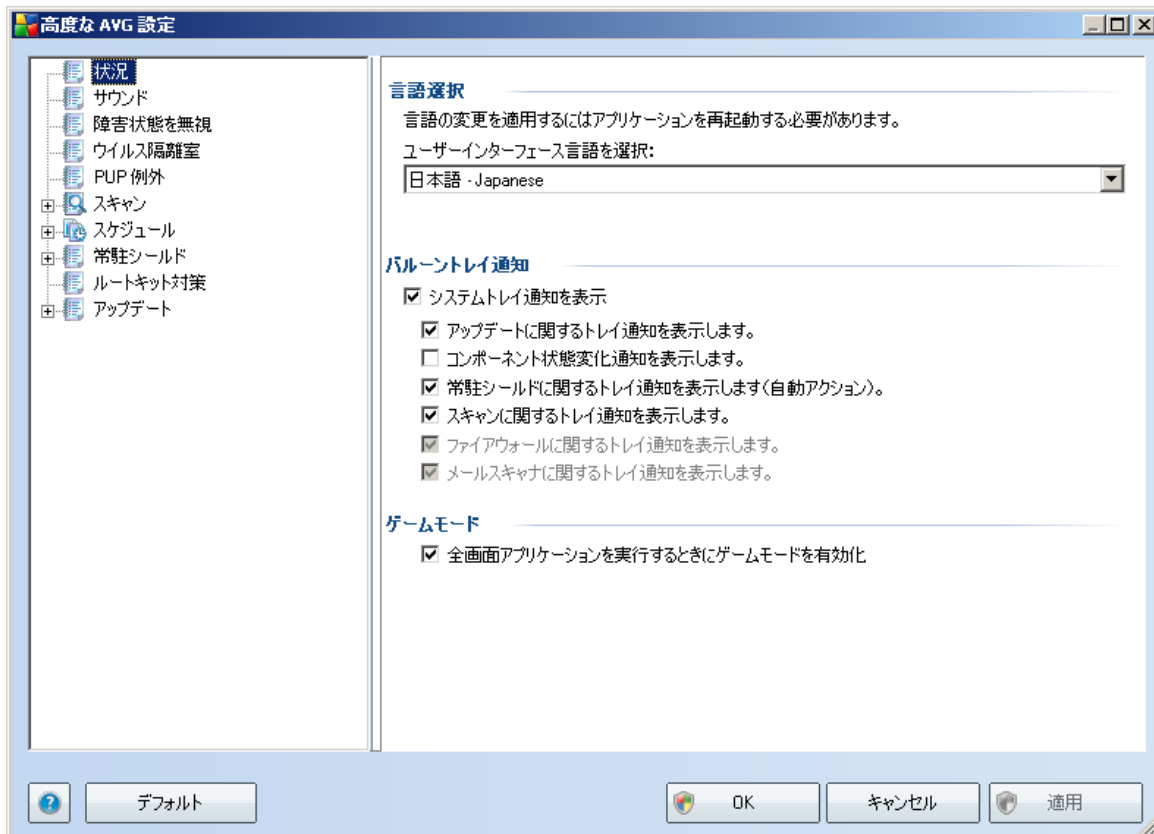 高度な AVG 設定
状況
サウンド
障害状態を無視
ウイルス隔離室
PUP 例外
スキャン
スケジュール
常駐シールド
ルートキット対策
アップデート
言語選択
言語の変更を適用するにはアプリケーションを再起動する必要があります。
ユーザーインターフェース言語を選択:
日本語 - Japanese
バルーントレイ通知
システムトレイ通知を表示
アップデートに関するトレイ通知を表示します。
コンポーネント状態変化通知を表示します。
常駐シールドに関するトレイ通知を表示します(自動アクション)。
スキャンに関するトレイ通知を表示します。
ファイアウォールに関するトレイ通知を表示します。
メールスキャナに関するトレイ通知を表示します。
ゲームモード
全画面アプリケーションを実行するときにゲームモードを有効化
デフォルト
OK
キャンセル
適用